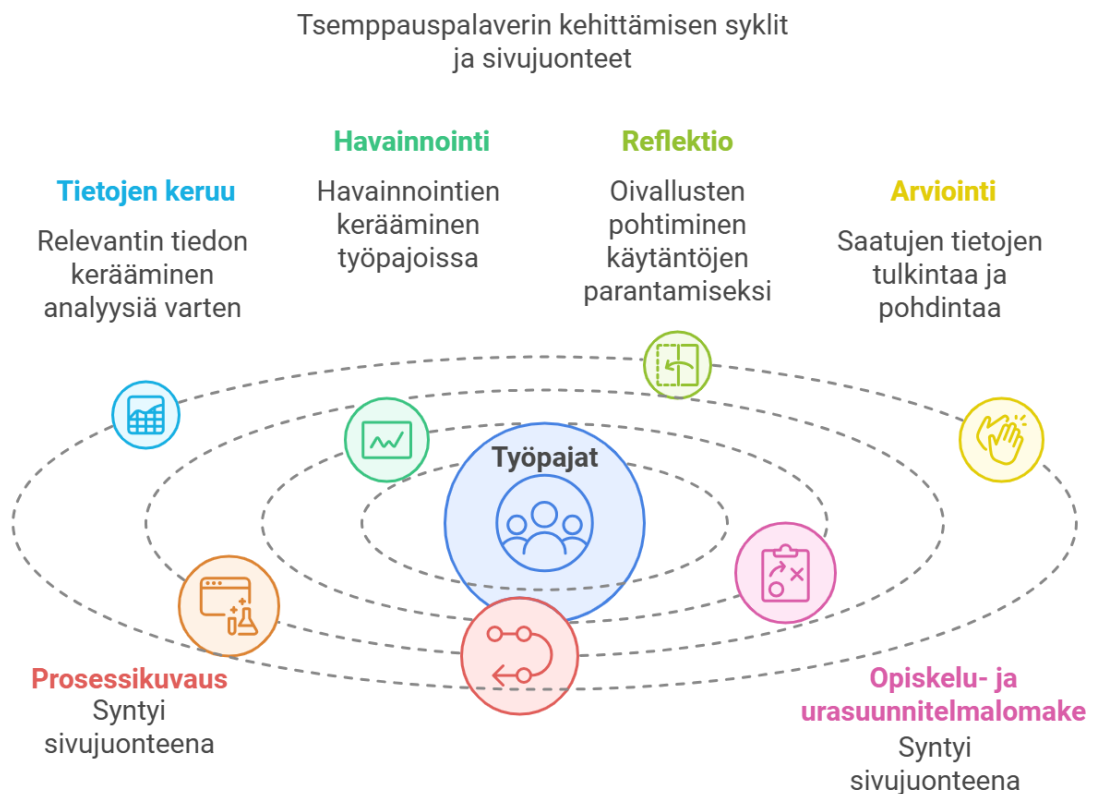 Tsemppauspalaverin kehittämisen syklit
ja sivujuonteet
Tietojen keruu
Relevantin tiedon
kerääminen
analyysiä varten
Havainnointi
Havainnointien
kerääminen
työpajoissa
Reflektio
Oivallusten
pohtiminen
käytäntöjen
parantamiseksi
Arviointi
Saatujen tietojen
tulkintaa ja
pohdintaa
Työpajat
Prosessikuvaus
Syntyi
sivujuonteena
Opiskelu- ja
urasuunnitelmalomake
Syntyi
sivujuonteena